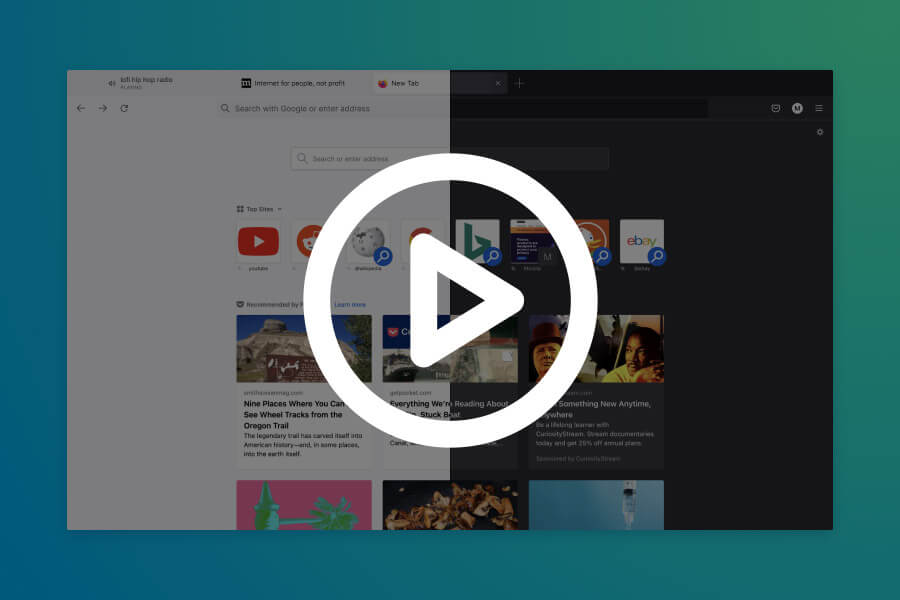 lofi hip hop radio
PLAYING
Internet for people, not profit
New Tab
Search with Google or enter address
M
Search or enter address
Top Sites
youtube
@wikipedia
M
ebay
Recommended by
Learn more
smithsonianmag.com
Nine Places Where You Can
See Wheel Tracks from the
Oregon Trail
The legendary trail has carved itself into
American history—and, in some places,
into the earth itself.
getpocket.com
Everything We're Reading About
Stuck Boat
Canal,
Something New Anytime,
Be a lifelong learner with
CuriosityStream. Stream documentaries
today and get 25% off annual plans.
Sponsored by CuriosityStream